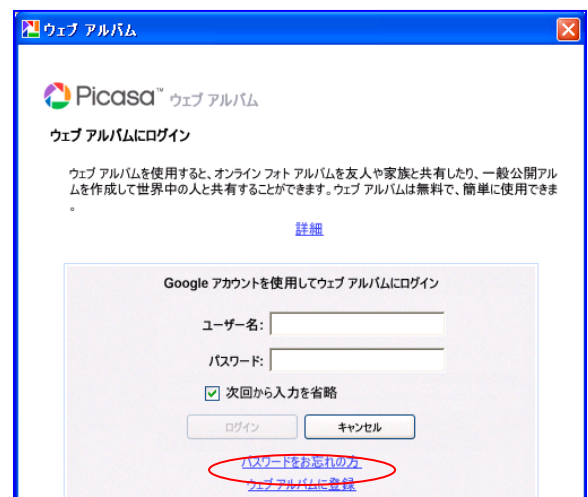 ウェブ アルバム
Picasa™ ウェブ アルバム
ウェブ アルバムにログイン
ウェブ アルバムを使用すると、オンライン フォト アルバムを友人や家族と共有したり、一般公開アル
ムを作成して世界中の人と共有することができます。ウェブ アルバムは無料で、簡単に使用できま
。
詳細
Google アカウントを使用してウェブ アルバムにログイン
ユーザー名:
パスワード:
次回から入力を省略
ログイン キャンセル
パスワードをお忘れの方
ウェブ アルバムに登録